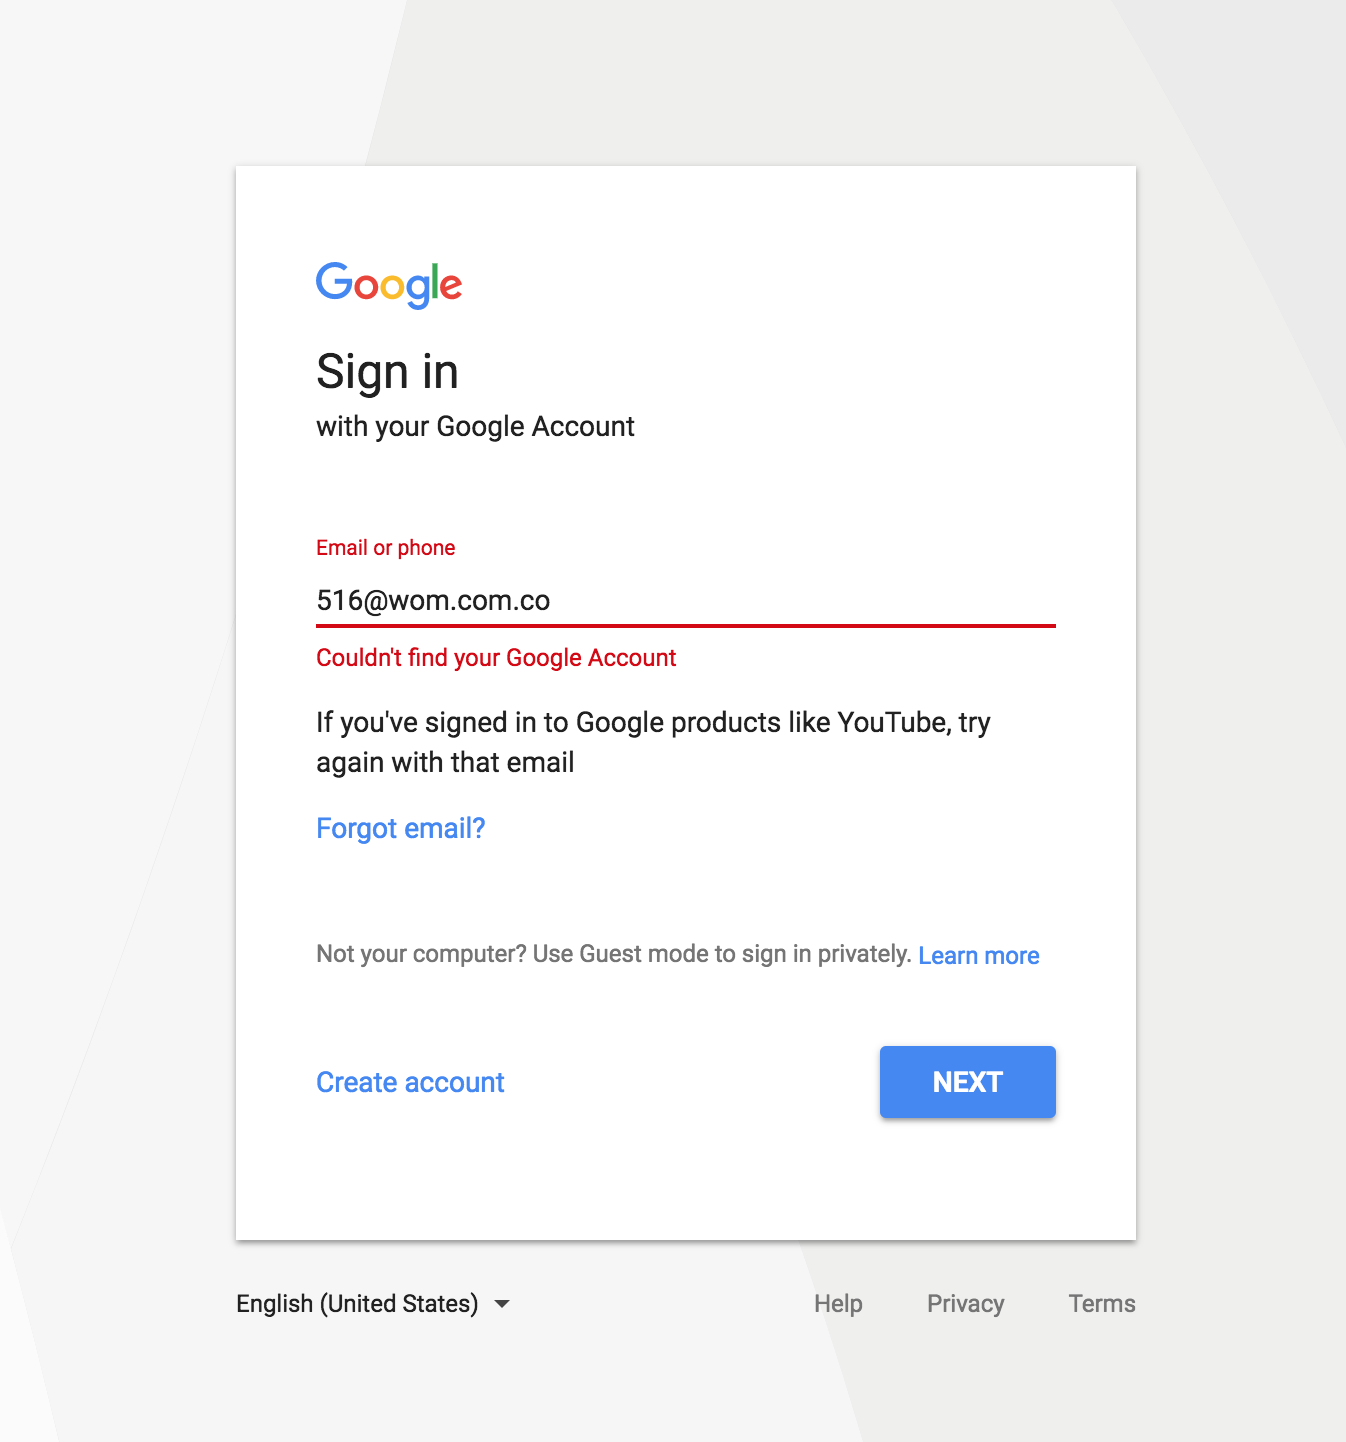 Google
Sign in
with your Google Account
Email or phone
516@wom.com.co
Couldn't find your Google Account
If you've signed in to Google products like YouTube, try
again with that email
Forgot email?
Not your computer? Use Guest mode to sign in privately. Learn more
Create account
NEXT
English (United States)
Help
Privacy
Terms